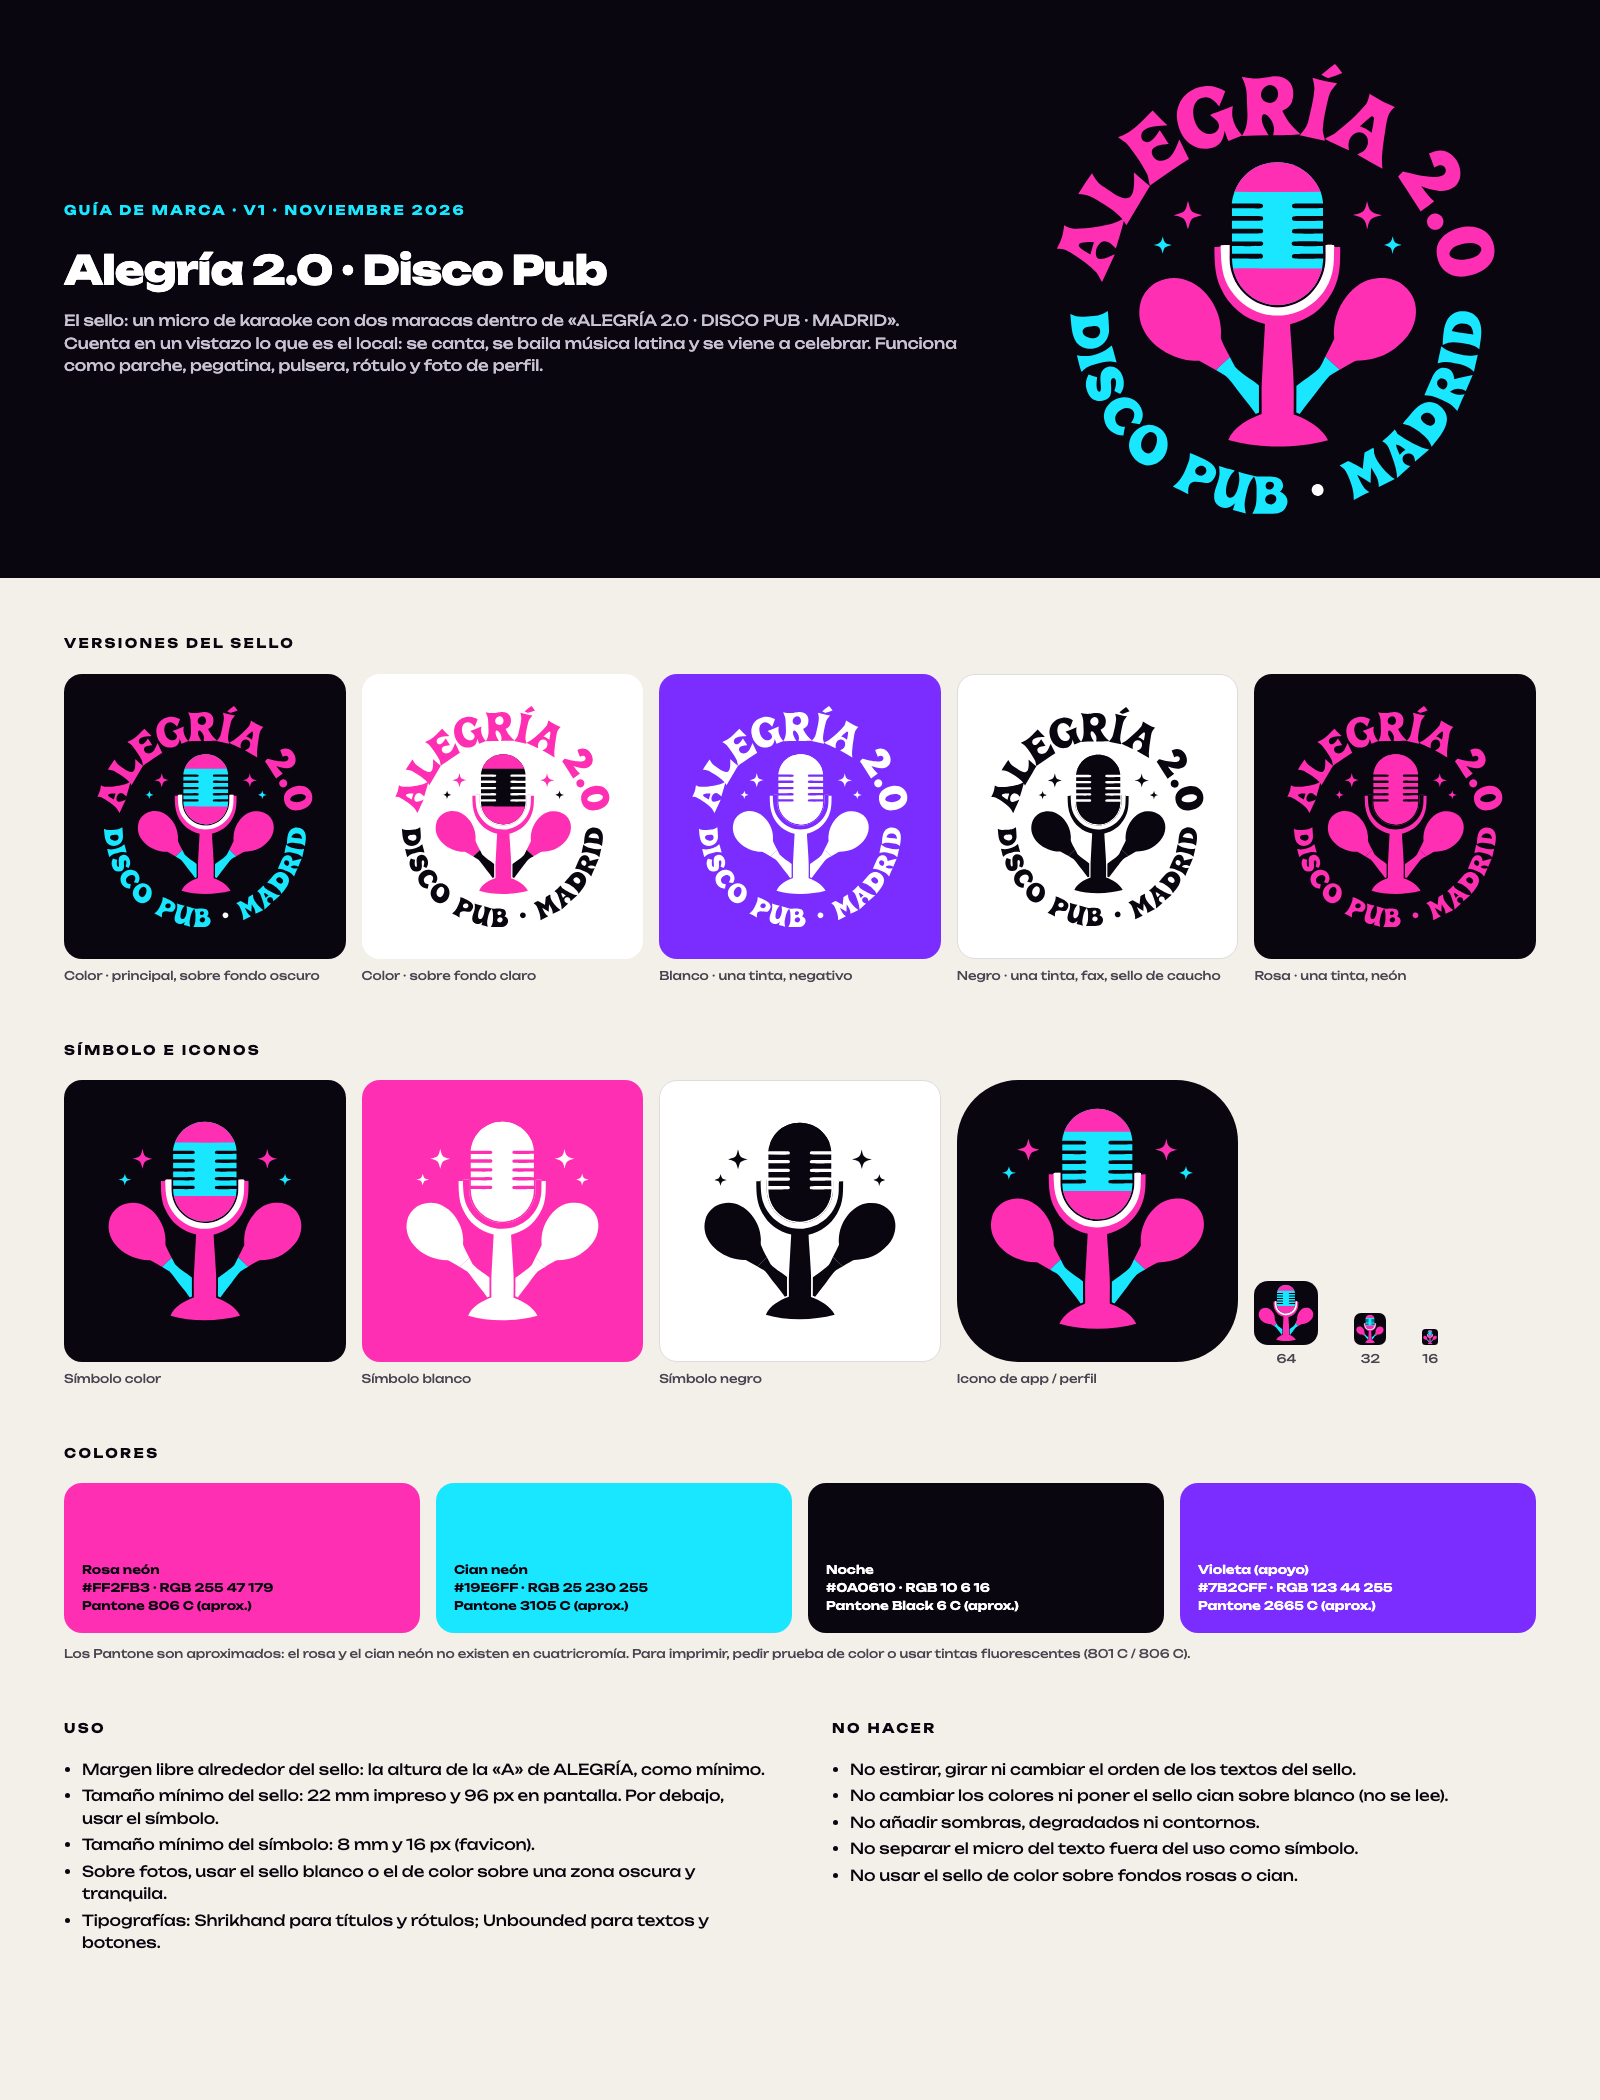 GUÍA DE MARCA · V1 · NOVIEMBRE 2026
Alegría 2.0 · Disco Pub
El sello: un micro de karaoke con dos maracas dentro de «ALEGRÍA 2.0 · DISCO PUB · MADRID».
Cuenta en un vistazo lo que es el local: se canta, se baila música latina y se viene a celebrar. Funciona
como parche, pegatina, pulsera, rótulo y foto de perfil.
ALEGRÍA 2.0
DISCO PUB · MADRID
VERSIONES DEL SELLO
ALEGRÍA 2.0
DISCO PUB · MADRID
ALEGRÍA 2.0
DISCO PUB · MADRID
ALEGRÍA 2.0
DISCO PUB · MADRID
ALEGRÍA 2.0
DISCO PUB · MADRID
ALEGRÍA 2.0
DISCO PUB · MADRID
Color · principal, sobre fondo oscuro
Color · sobre fondo claro
Blanco · una tinta, negativo
Negro · una tinta, fax, sello de caucho
Rosa · una tinta, neón
SÍMBOLO E ICONOS
64
32
16
Símbolo color
Símbolo blanco
Símbolo negro
Icono de app / perfil
COLORES
Rosa neón
#FF2FB3 · RGB 255 47 179
Pantone 806 C (aprox.)
Cian neón
#19E6FF · RGB 25 230 255
Pantone 3105 C (aprox.)
Noche
#0A0610 · RGB 10 6 16
Pantone Black 6 C (aprox.)
Violeta (apoyo)
#7B2CFF · RGB 123 44 255
Pantone 2665 C (aprox.)
Los Pantone son aproximados: el rosa y el cian neón no existen en cuatricromía. Para imprimir, pedir prueba de color o usar tintas fluorescentes (801 C / 806 C).
USO
• Margen libre alrededor del sello: la altura de la «A» de ALEGRÍA, como mínimo.
• Tamaño mínimo del sello: 22 mm impreso y 96 px en pantalla. Por debajo,
usar el símbolo.
• Tamaño mínimo del símbolo: 8 mm y 16 px (favicon).
• Sobre fotos, usar el sello blanco o el de color sobre una zona oscura y
tranquila.
• Tipografías: Shrikhand para títulos y rótulos; Unbounded para textos y
botones.
NO HACER
• No estirar, girar ni cambiar el orden de los textos del sello.
• No cambiar los colores ni poner el sello cian sobre blanco (no se lee).
• No añadir sombras, degradados ni contornos.
• No separar el micro del texto fuera del uso como símbolo.
• No usar el sello de color sobre fondos rosas o cian.